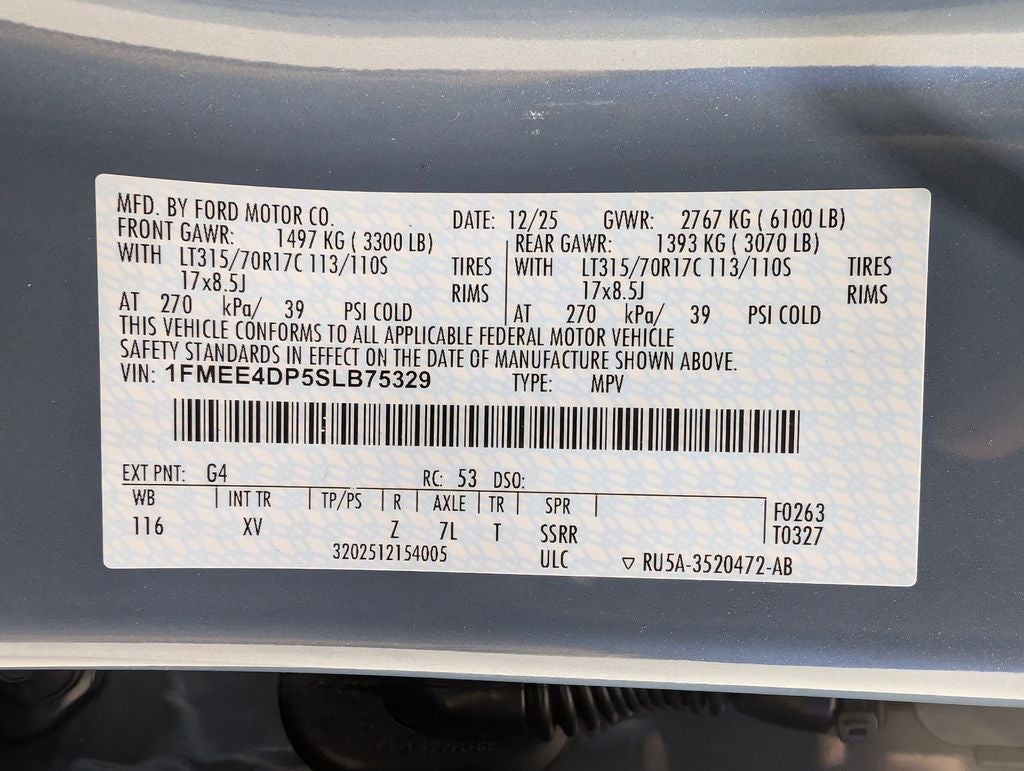 MFD. BY FORD MOTOR CO. DATE: 12/25 GVWR: 2767 KG ( 6100 LB)
FRONT GAWR: 1497 KG ( 3300 LB) REAR GAWR: 1393 KG ( 3070 LB)
WITH LT315/70R17C 113/110S TIRES WITH LT315/70R17C 113/110S TIRES
17x8.5J RIMS 17x8.5J RIMS
AT 270 kPa/ 39 PSI COLD AT 270 kPa/ 39 PSI COLD
THIS VEHICLE CONFORMS TO ALL APPLICABLE FEDERAL MOTOR VEHICLE
SAFETY STANDARDS IN EFFECT ON THE DATE OF MANUFACTURE SHOWN ABOVE.
VIN: 1FMEE4DP5SLB75329 TYPE: MPV
EXT PNT: G4 RC: 53 DSO:
WB INT TR TP/PS R AXLE TR SPR F0263
116 XV Z 7L T SSRR T0327
3202512154005 ULC ▽ RU5A-3520472-AB